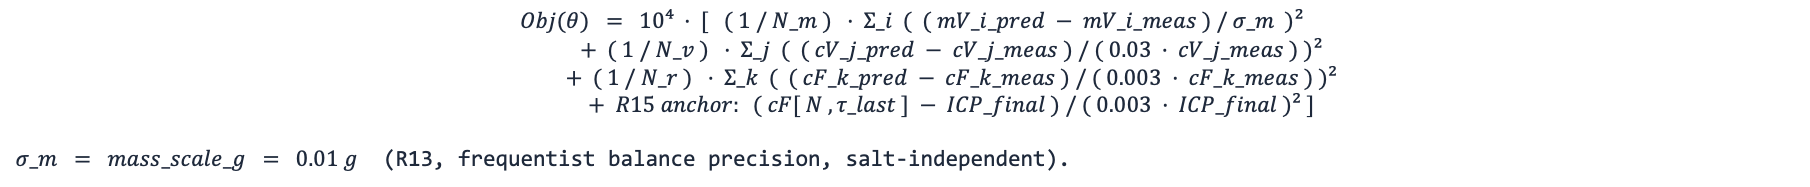 Obj(θ) = 10⁴ · [ (1/N_m) · Σ_i ((mV_i_pred − mV_i_meas)/σ_m)²
+ (1/N_v) · Σ_j ((cV_j_pred − cV_j_meas)/(0.03 · cV_j_meas))²
+ (1/N_r) · Σ_k ((cF_k_pred − cF_k_meas)/(0.003 · cF_k_meas))²
+ R15 anchor: (cF[N,τ_last] − ICP_final)/(0.003 · ICP_final)²]
σ_m = mass_scale_g = 0.01 g (R13, frequentist balance precision, salt-independent).